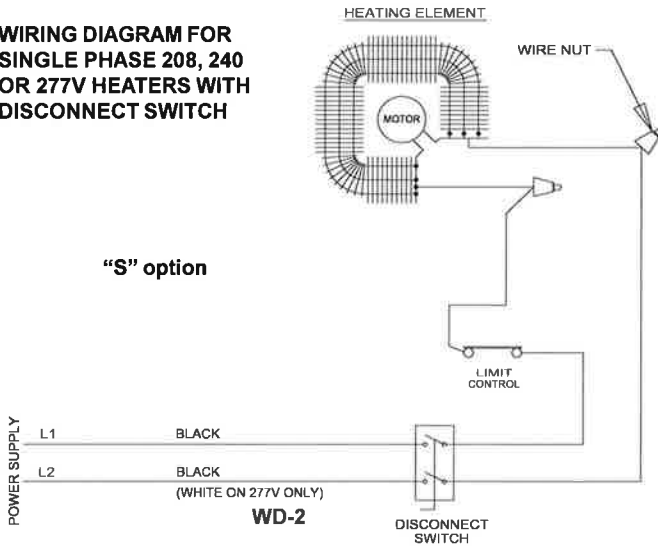 HEATING ELEMENT
WIRING DIAGRAM FOR
SINGLE PHASE 208, 240
OR 277V HEATERS WITH
DISCONNECT SWITCH
WIRE NUT
MOTOR
"S" option
LIMIT
CONTROL
POWER SUPPLY
L1 BLACK
L2 BLACK
(WHITE ON 277V ONLY)
WD-2
DISCONNECT
SWITCH